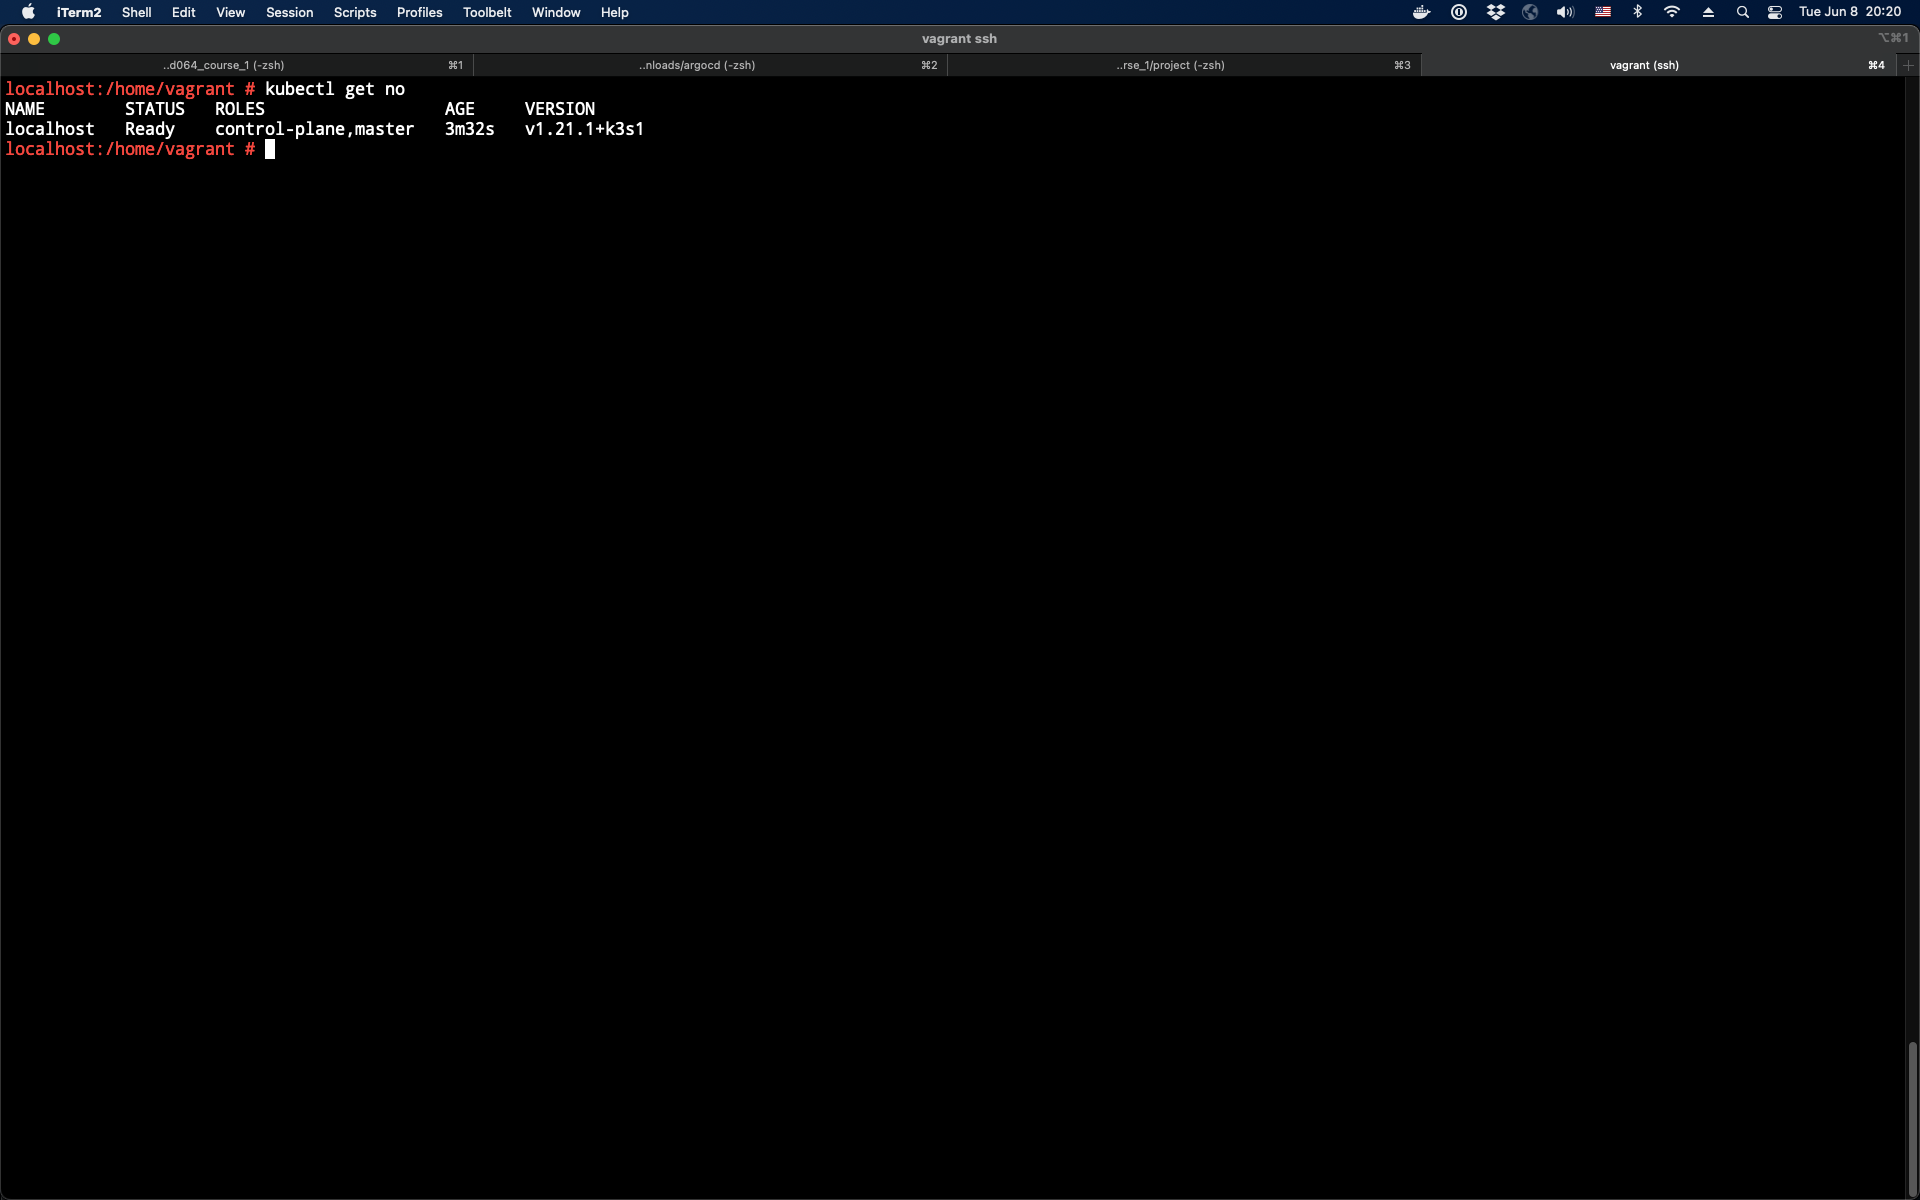 iTerm2 Shell Edit View Session Scripts Profiles Toolbelt Window Help Tue Jun 8 20:20
vagrant ssh ⌥⌘1
..d064_course_1 (-zsh) ⌘1 ..nloads/argocd (-zsh) ⌘2 ..rse_1/project (-zsh) ⌘3 vagrant (ssh) ⌘4
localhost:/home/vagrant # kubectl get no
NAME STATUS ROLES AGE VERSION
localhost Ready control-plane,master 3m32s v1.21.1+k3s1
localhost:/home/vagrant #